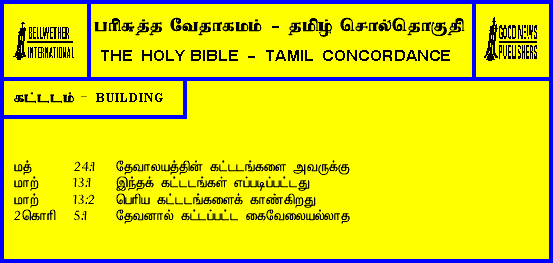 BELLWETHER
INTERNATIONAL
பரிசுத்த வேதாகமம் - தமிழ் சொல்தொகுதி
THE HOLY BIBLE - TAMIL CONCORDANCE
GOOD NEWS
PUBLISHERS
கட்டடம் - BUILDING
மத் 24:1 தேவாலயத்தின் கட்டடங்களை அவருக்கு
மாற் 13:1 இந்தக் கட்டடங்கள் எப்படிப்பட்டது
மாற் 13:2 பெரிய கட்டடங்களைக் காண்கிறது
2கொரி 5:1 தேவனால் கட்டப்பட்ட கைவேலையல்லாத